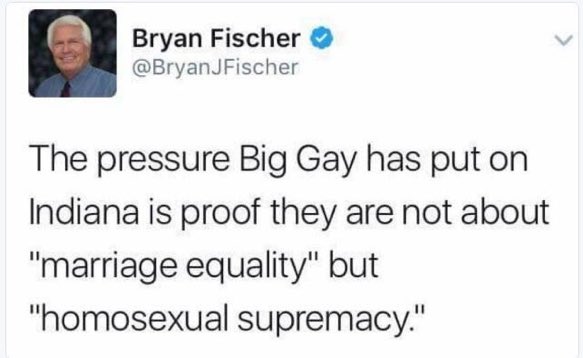 Bryan Fischer
@BryanJFischer
The pressure Big Gay has put on
Indiana is proof they are not about
"marriage equality" but
"homosexual supremacy."